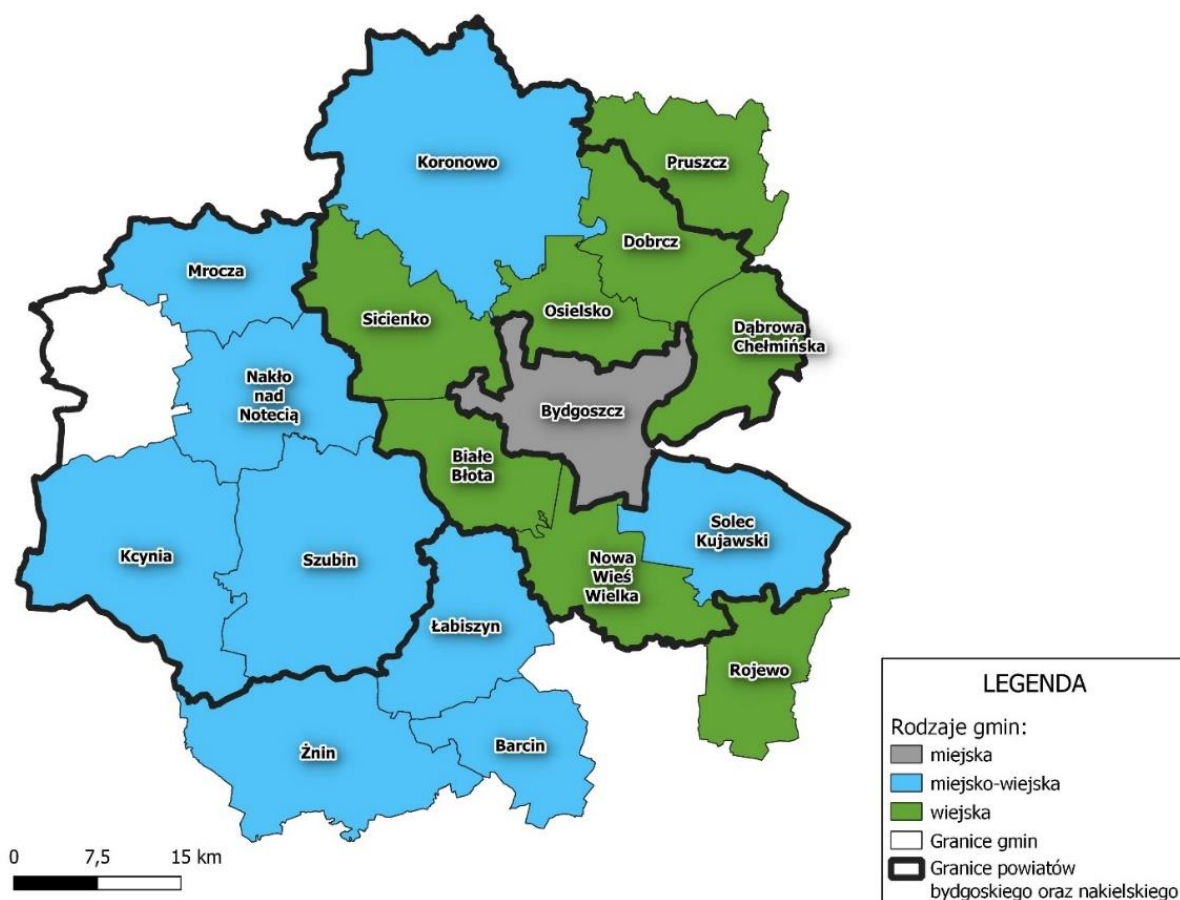 Koronowo
Pruszcz
Dobrcz
Mrocza
Sicienko
Osielsko
Dąbrowa
Chełmińska
Nakło
nad
Notecią
Bydgoszcz
Białe
Błota
Solec
Kujawski
Kcynia
Szubin
Nowa
Wieś
Wielka
Łabiszyn
Rojewo
Żnin
Barcin
0 7,5 15 km
LEGENDA
Rodzaje gmin:
miejska
miejsko-wiejska
wiejska
Granice gmin
Granice powiatów
bydgoskiego oraz nakielskiego